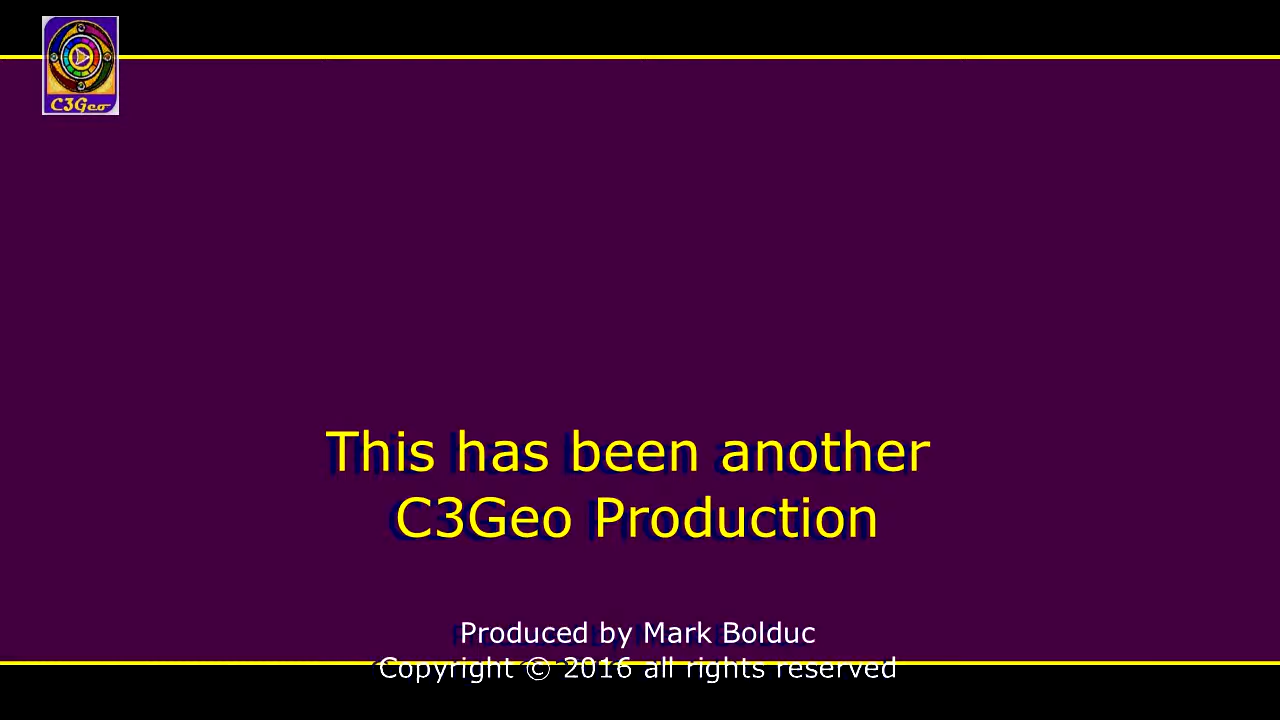 C3Geo
This has been another
C3Geo Production
Produced by Mark Bolduc
Copyright © 2016 all rights reserved